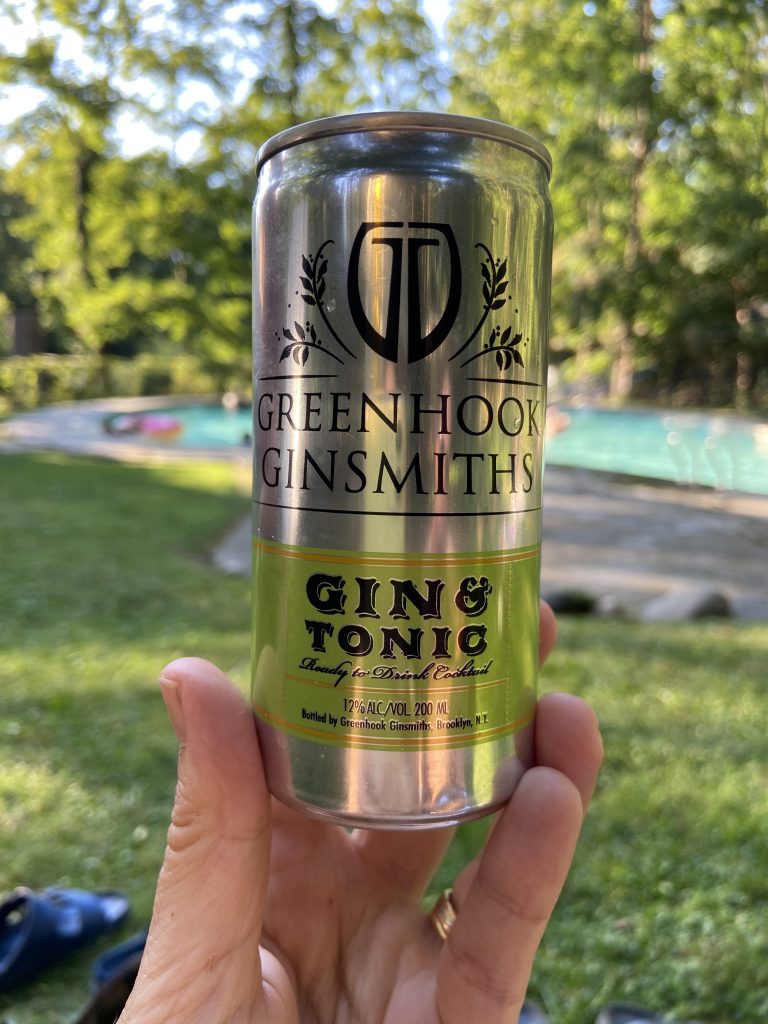 GREENHOOK
GINSMITHS
GIN &
TONIC
Ready to Drink Cocktail
12% ALC/VOL. 200 ML
Bottled by Greenhook Ginsmiths, Brooklyn, N.Y.